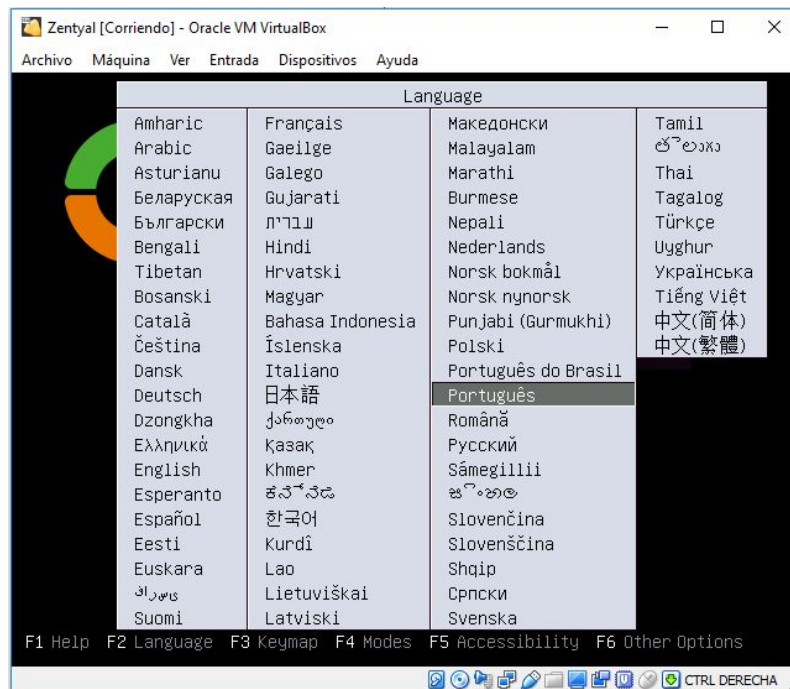 Zentyal [Corriendo] - Oracle VM VirtualBox
Archivo Máquina Ver Entrada Dispositivos Ayuda
Language
Amharic
Arabic
Asturianu
Беларуская
Български
Bengali
Tibetan
Bosanski
Català
Čeština
Dansk
Deutsch
Dzongkha
Ελληνικά
English
Esperanto
Español
Eesti
Euskara
Suomi
Français
Gaeilge
Galego
Gujarati
עברית
Hindi
Hrvatski
Magyar
Bahasa Indonesia
Íslenska
Italiano
日本語
ქართული
Қазақ
Khmer
한국어
Kurdî
Lao
Lietuviškai
Latviski
Македонски
Malayalam
Marathi
Burmese
Nepali
Nederlands
Norsk bokmål
Norsk nynorsk
Punjabi (Gurmukhi)
Polski
Português do Brasil
Português
Română
Русский
Sámegillii
Slovenčina
Slovenščina
Shqip
Српски
Svenska
Tamil
Thai
Tagalog
Türkçe
Uyghur
Українська
Tiếng Việt
中文(简体)
中文(繁體)
F1 Help F2 Language F3 Keymap F4 Modes F5 Accessibility F6 Other Options
CTRL DERECHA